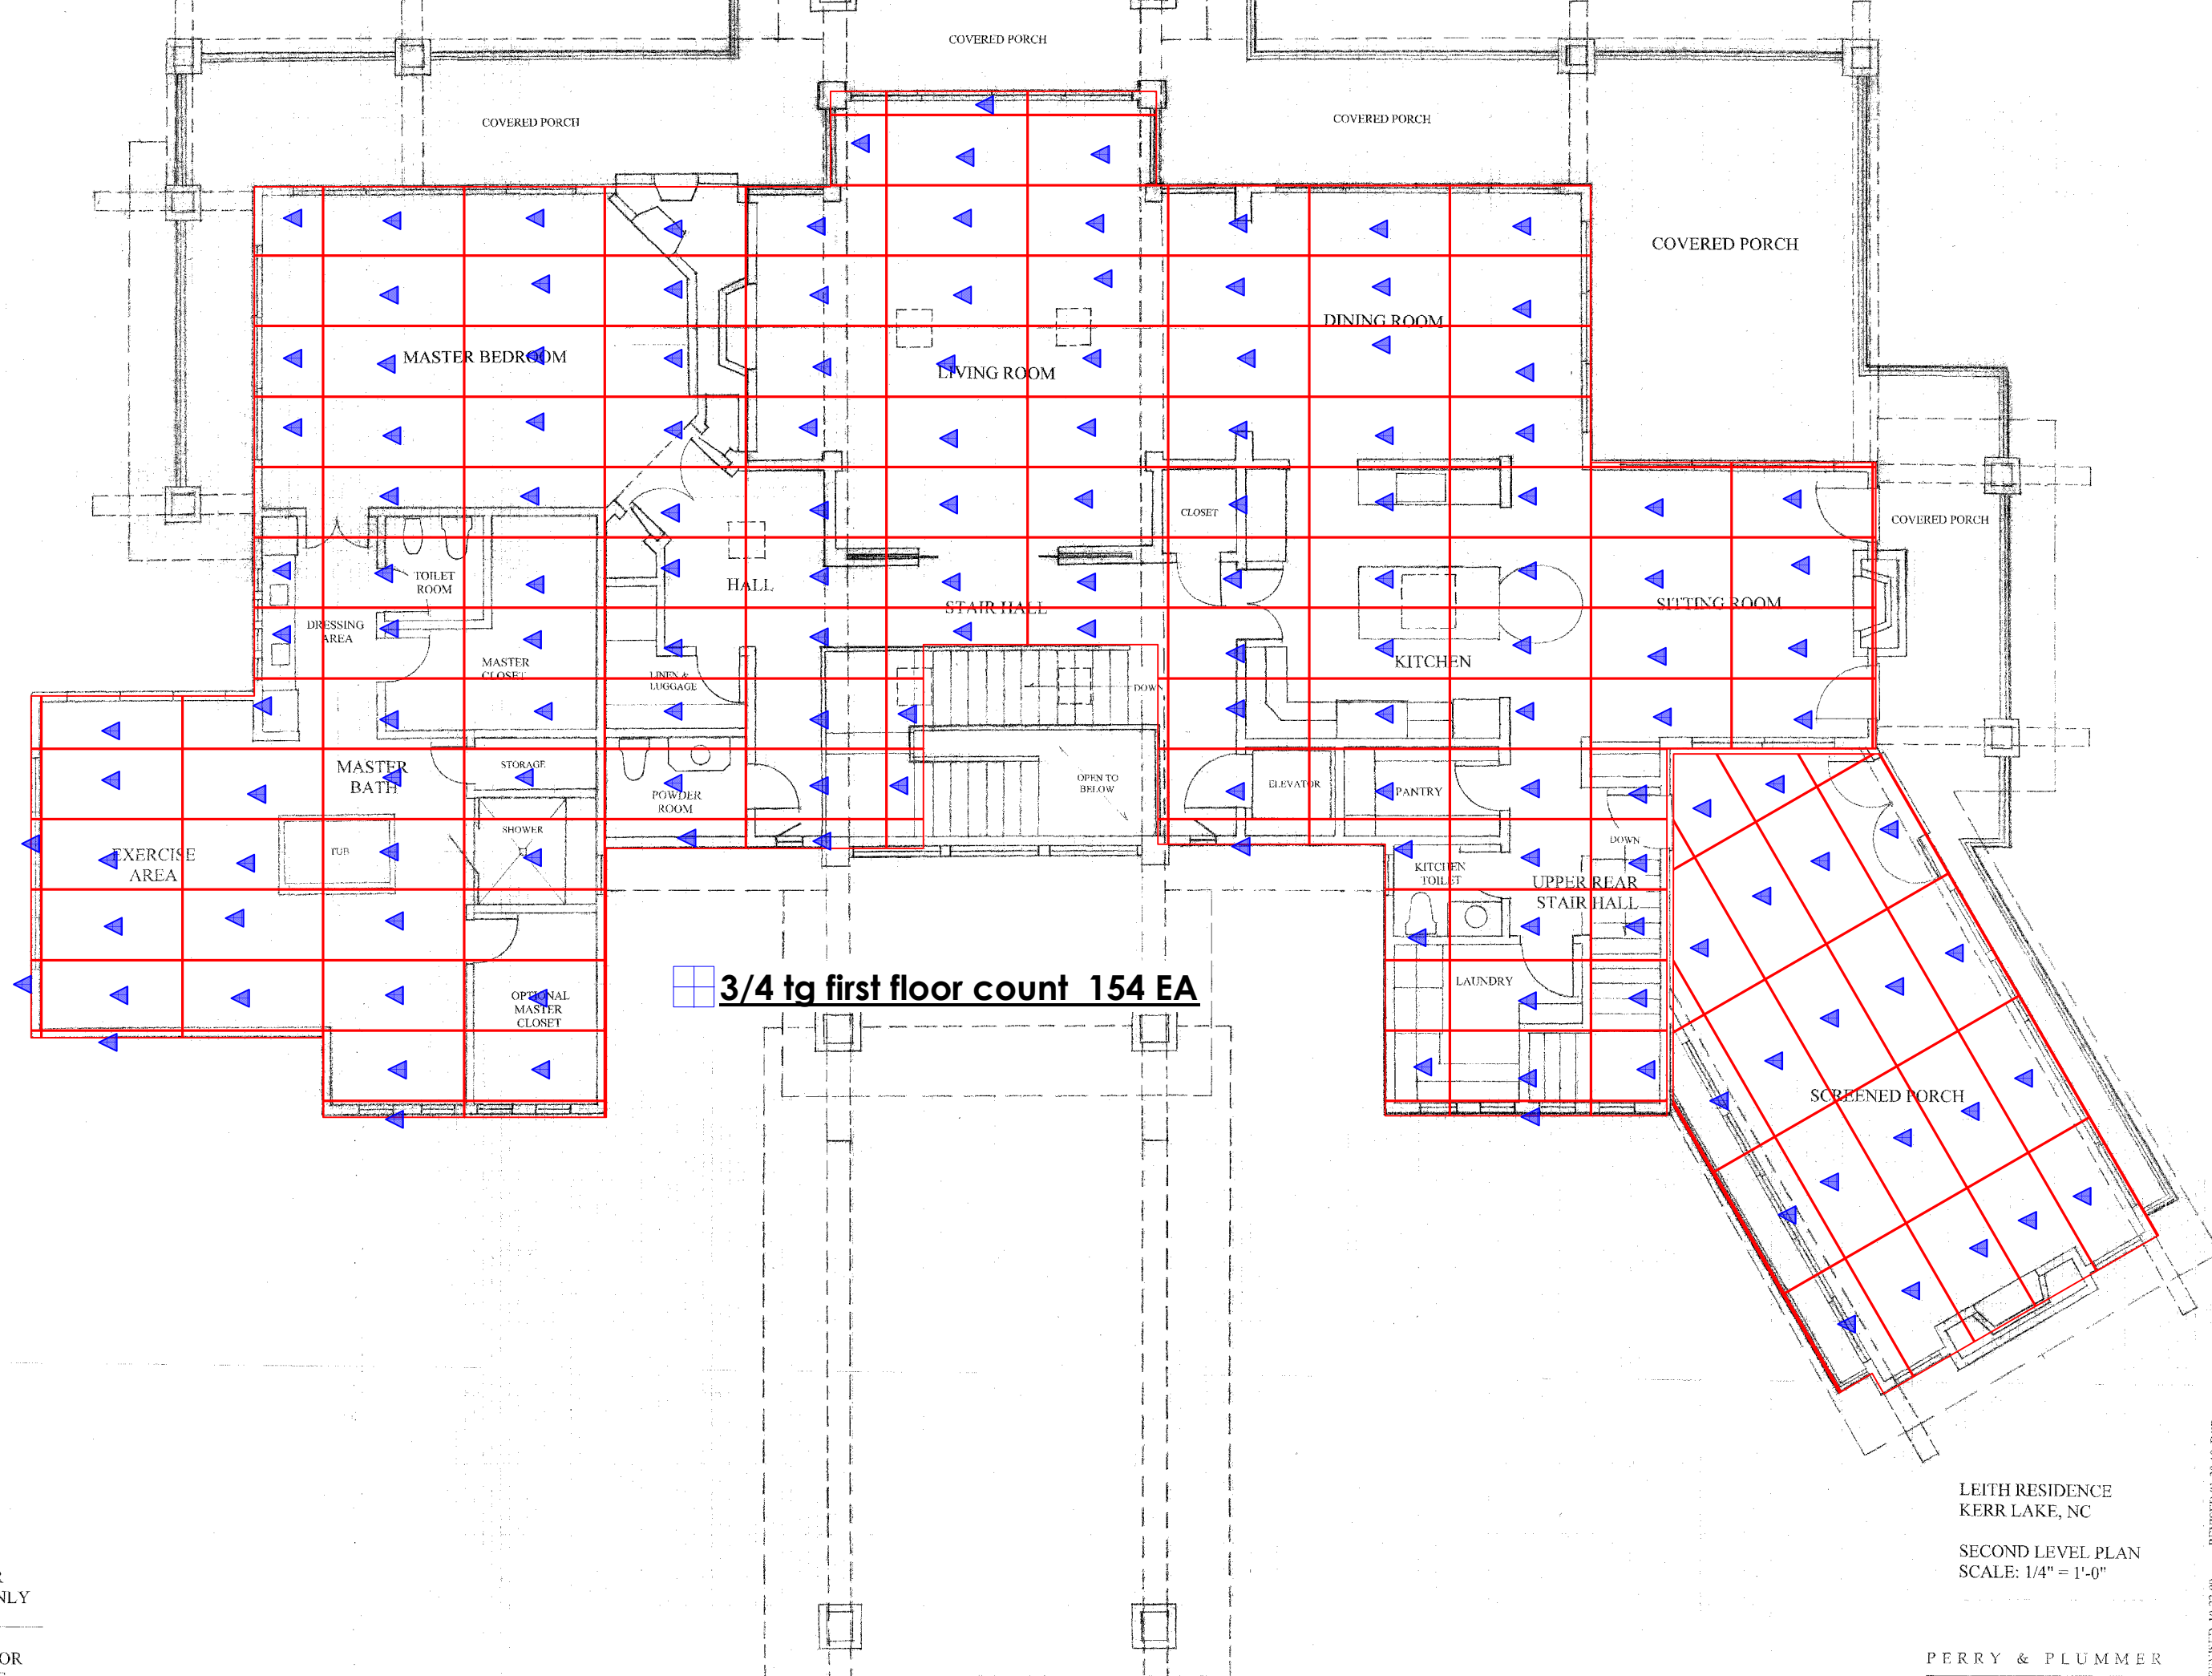 COVERED PORCH
COVERED PORCH
COVERED PORCH
COVERED PORCH
DINING ROOM
MASTER BEDROOM
LIVING ROOM
CLOSET
COVERED PORCH
TOILET
ROOM
HALL
STAIR HALL
SITTING ROOM
DRESSING
AREA
MASTER
CLOSET
KITCHEN
LINEN &
LUGGAGE
DOWN
MASTER
BATH
STORAGE
POWDER
ROOM
OPEN TO
BELOW
ELEVATOR
PANTRY
SHOWER
TUB
EXERCISE
AREA
DOWN
KITCHEN
TOILET
UPPER REAR
STAIR HALL
LAUNDRY
3/4 tg first floor count 154 EA
OPTIONAL
MASTER
CLOSET
SCREENED PORCH
LEITH RESIDENCE
KERR LAKE, NC
SECOND LEVEL PLAN
SCALE: 1/4" = 1'-0"
NLY
OR
PERRY & PLUMMER